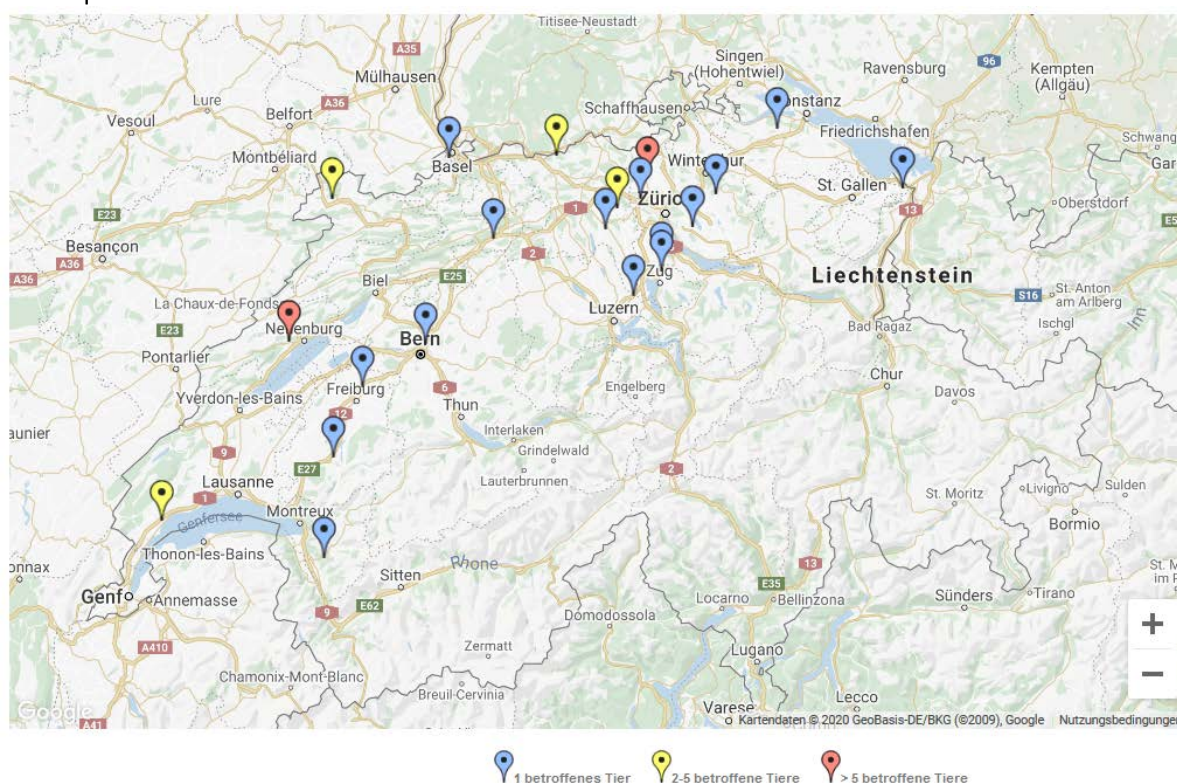 Titisee-Neustadt
A35
Mülhausen
Singen
(Hohentwiel)
Ravensburg
96
Kempten
(Allgäu)
Lure
A36
Belfort
Schaffhausen
Konstanz
Friedrichshafen
Vesoul
Montbéliard
Basel
Winterthur
St. Gallen
1
Zürich
13
Oberstdorf
E23
Besançon
A36
E25
2
Zug
Liechtenstein
S16
St. Anton
am Arlberg
Biel
La Chaux-de-Fonds
Luzern
Inn
E23
Neuenburg
Bern
Bad Ragaz
Ischgl
Pontarlier
Engelberg
Chur
Davos
Freiburg
6
Yverdon-les-Bains
12
Thun
Interlaken
Grindelwald
9
E27
Lauterbrunnen
2
Lausanne
1
St. Moritz
Livigno
Sulden
Genfersee
Montreux
Bormio
Thonon-les-Bains
Rhone
13
Sitten
Genf
Annemasse
9
E62
E35
Locarno
Bellinzona
Sünders
Tirano
Domodossola
A410
Zermatt
Lugano
Chamonix-Mont-Blanc
Breuil-Cervinia
Lecco
Google
A41
Varese
Kartendaten © 2020 GeoBasis-DE/BKG (©2009), Google
Nutzungsbedingungen
+
−
1 betroffenes Tier
2-5 betroffene Tiere
> 5 betroffene Tiere